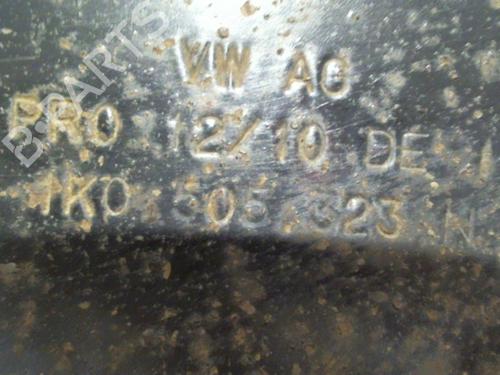 VW AG
PRO 12/10 DE
1K0 505 323 N
B-PARTS